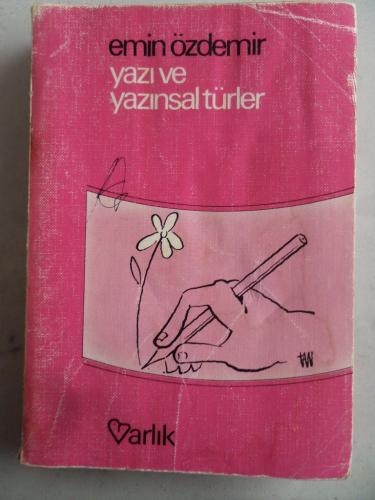 emin özdemir
yazı ve
yazınsal türler
varlık